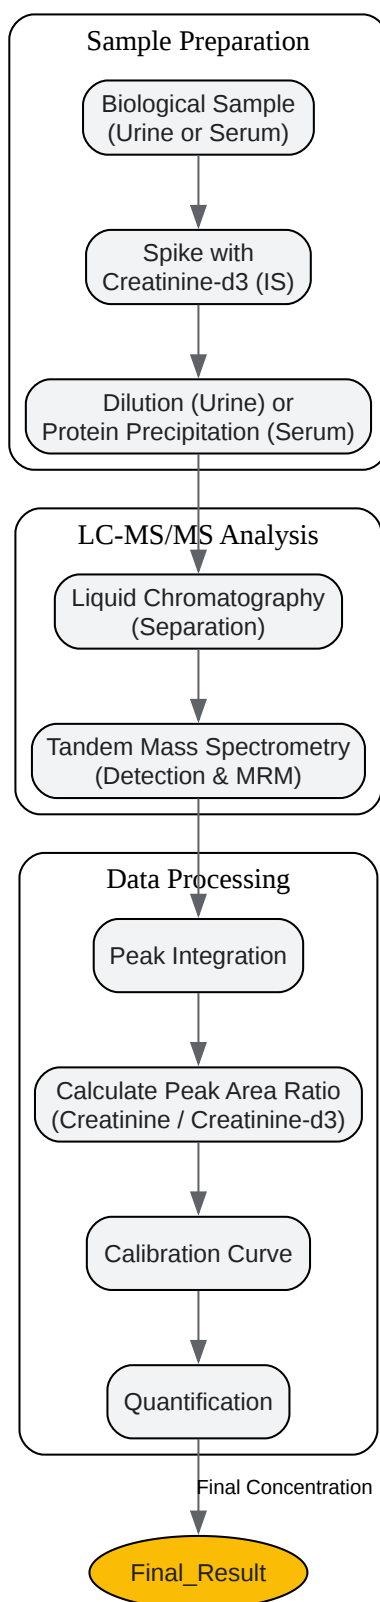 Sample Preparation
Biological Sample
(Urine or Serum)
Spike with
Creatinine-d3 (IS)
Dilution (Urine) or
Protein Precipitation (Serum)
LC-MS/MS Analysis
Liquid Chromatography
(Separation)
Tandem Mass Spectrometry
(Detection & MRM)
Data Processing
Peak Integration
Calculate Peak Area Ratio
(Creatinine / Creatinine-d3)
Calibration Curve
Quantification
Final Concentration
Final_Result